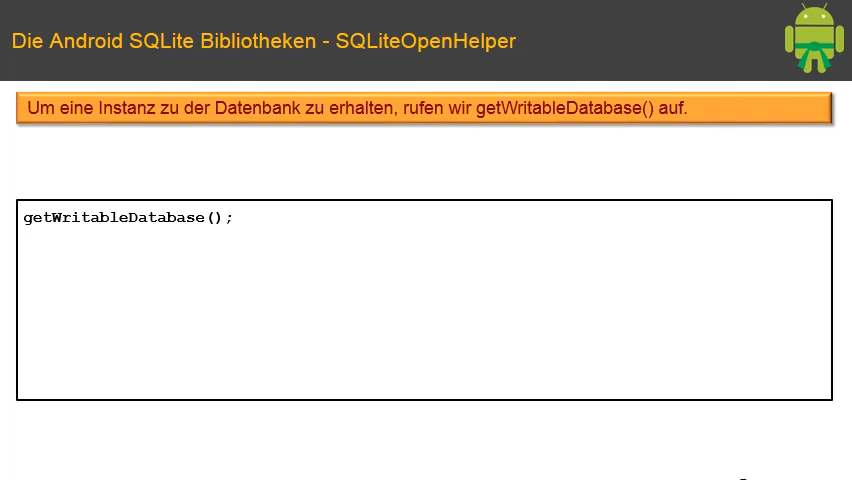 Die Android SQLite Bibliotheken - SQLiteOpenHelper
Um eine Instanz zu der Datenbank zu erhalten, rufen wir getWritableDatabase() auf.
getWritableDatabase();